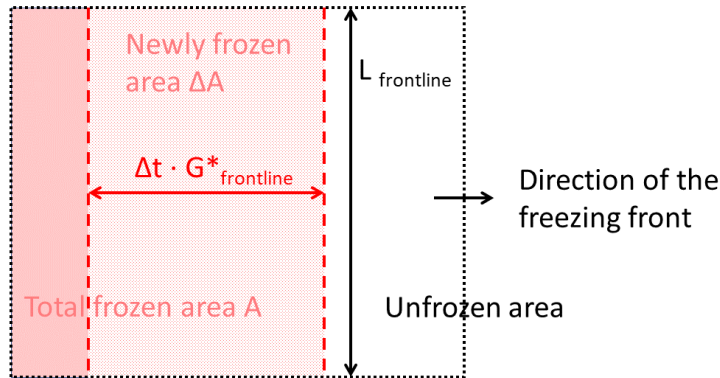 Newly frozen
area ΔA
L frontline
Δt · G*frontline
Direction of the
freezing front
Total frozen area A
Unfrozen area